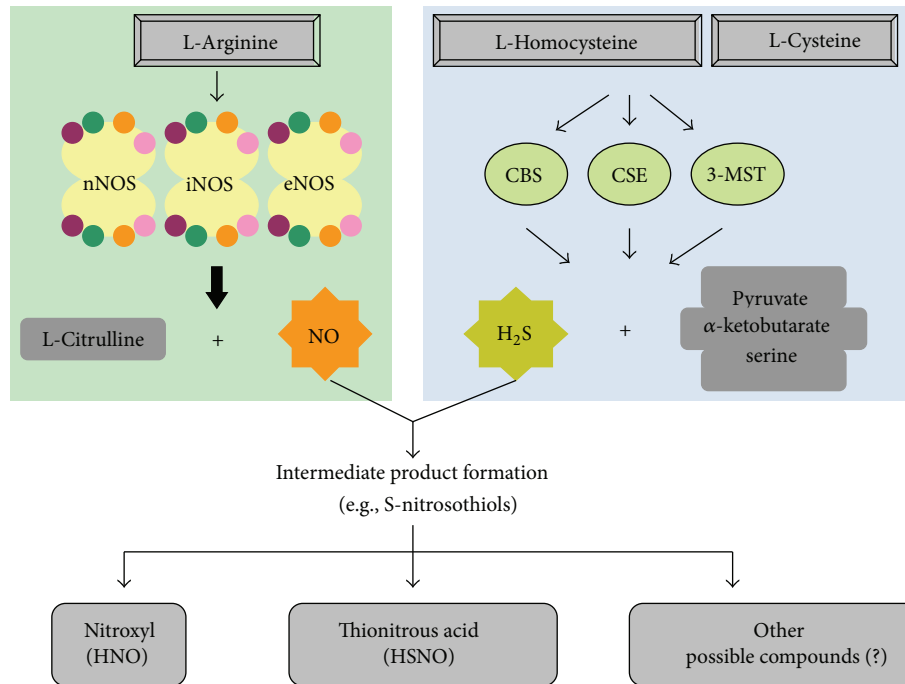 L-Arginine
L-Homocysteine
L-Cysteine
nNOS
iNOS
eNOS
CBS
CSE
3-MST
L-Citrulline
+
NO
H₂S
+
Pyruvate
α-ketobutarate
serine
Intermediate product formation
(e.g., S-nitrosothiols)
Nitroxyl
(HNO)
Thionitrous acid
(HSNO)
Other
possible compounds (?)